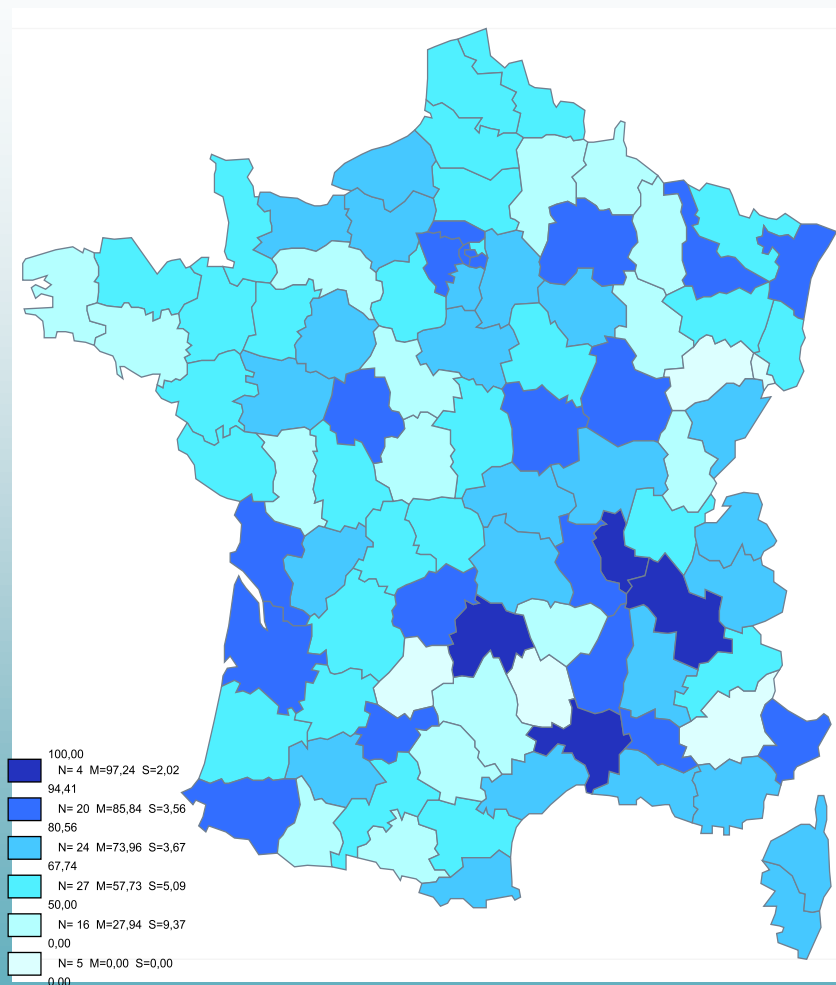 100,00
N= 4 M=97,24 S=2,02
94,41
N= 20 M=85,84 S=3,56
80,56
N= 24 M=73,96 S=3,67
67,74
N= 27 M=57,73 S=5,09
50,00
N= 16 M=27,94 S=9,37
0,00
N= 5 M=0,00 S=0,00
0,00